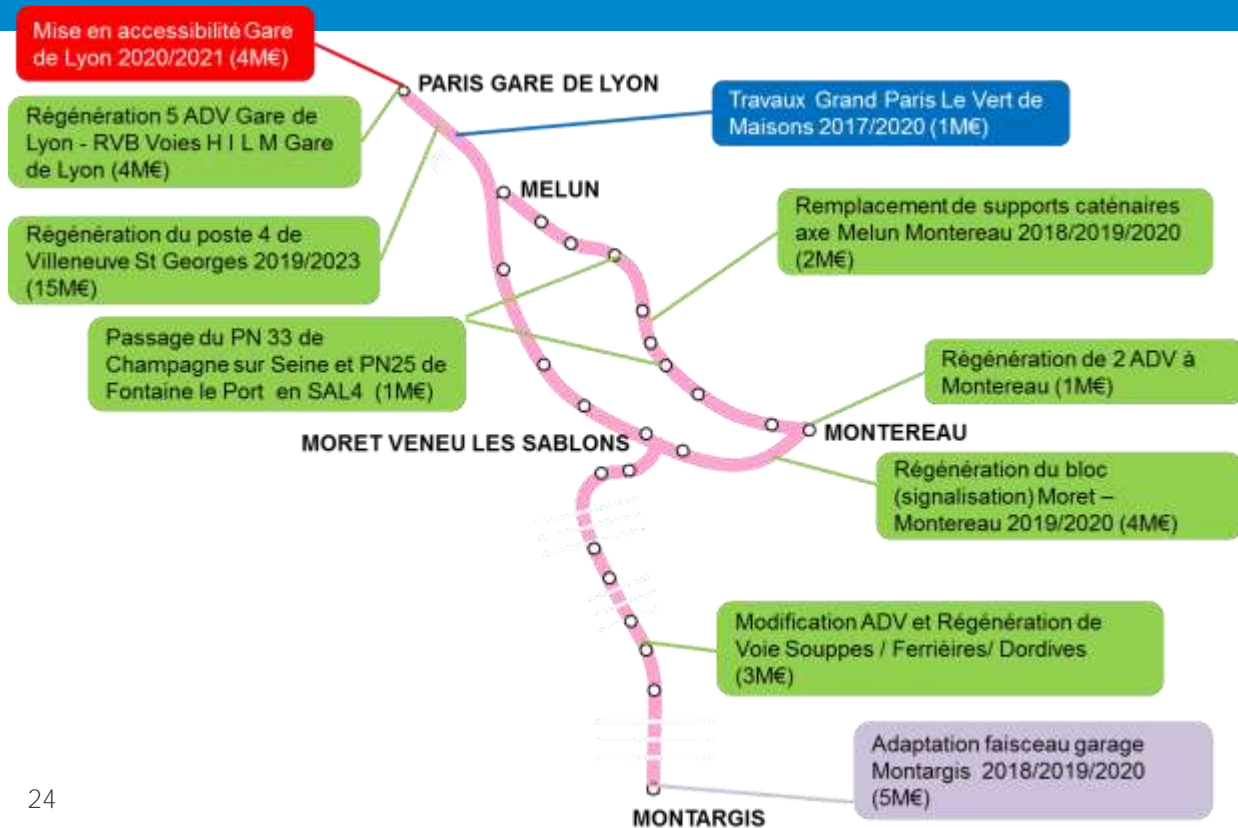 Mise en accessibilité Gare
de Lyon 2020/2021 (4M€)
PARIS GARE DE LYON
Régénération 5 ADV Gare de
Lyon - RVB Voies H I L M Gare
de Lyon (4M€)
Travaux Grand Paris Le Vert de
Maisons 2017/2020 (1M€)
MELUN
Régénération du poste 4 de
Villeneuve St Georges 2019/2023
(15M€)
Remplacement de supports caténaires
axe Melun Montereau 2018/2019/2020
(2M€)
Passage du PN 33 de
Champagne sur Seine et PN25 de
Fontaine le Port en SAL4 (1M€)
Régénération de 2 ADV à
Montereau (1M€)
MORET VENEU LES SABLONS
MONTEREAU
Régénération du bloc
(signalisation) Moret –
Montereau 2019/2020 (4M€)
Modification ADV et Régénération de
Voie Souppes / Ferrièires/ Dordives
(3M€)
Adaptation faisceau garage
Montargis 2018/2019/2020
(5M€)
MONTARGIS
24